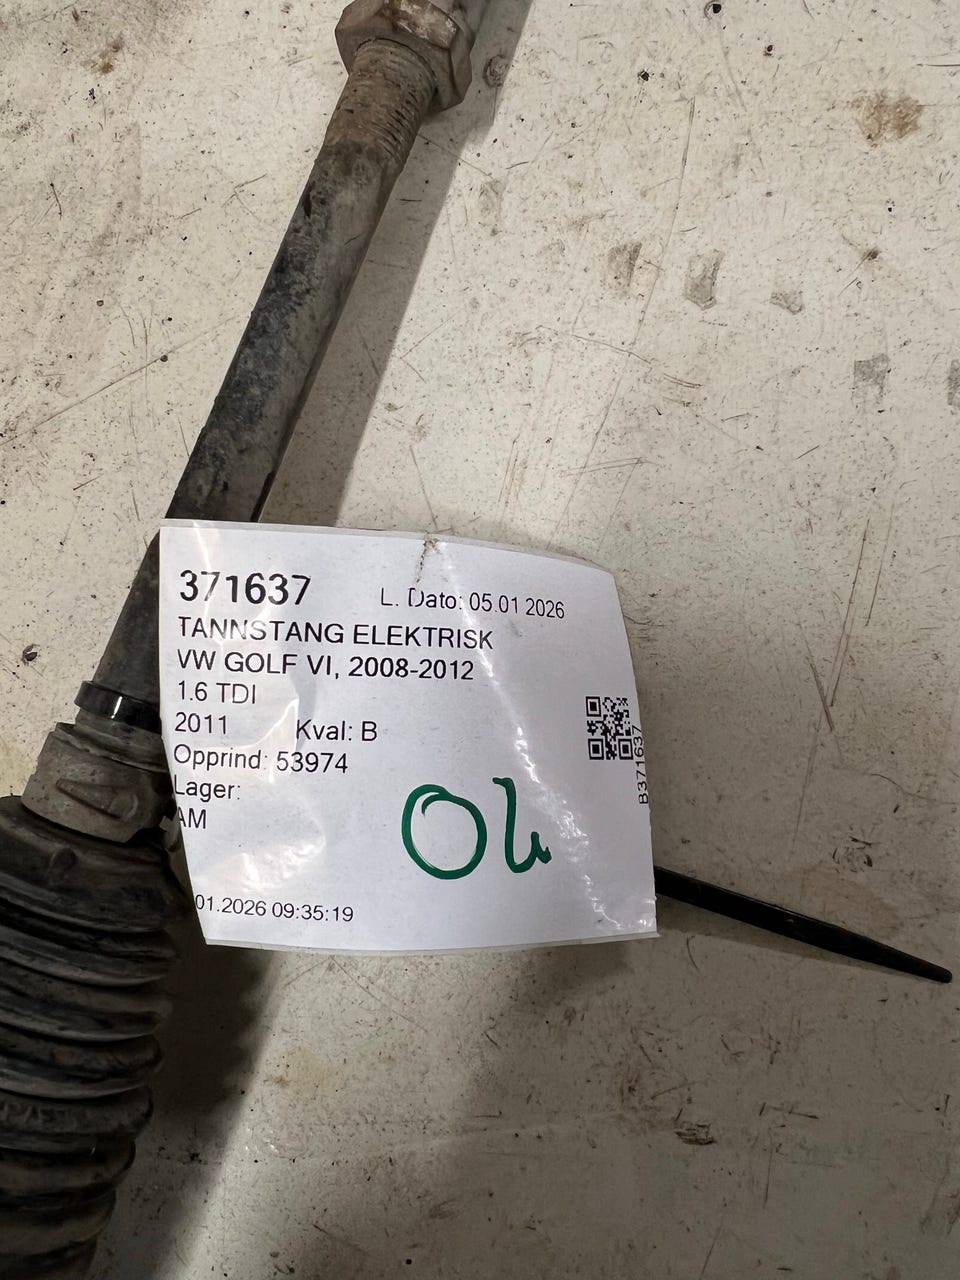 371637 L. Dato: 05.01 2026
TANNSTANG ELEKTRISK
VW GOLF VI, 2008-2012
1.6 TDI
2011 Kval: B
Opprind: 53974
Lager:
AM
01.2026 09:35:19
B371637